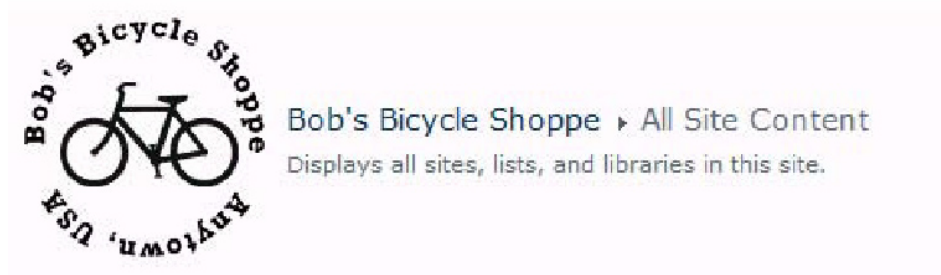 Bob's Bicycle Shoppe
Anytown, USA
Bob's Bicycle Shoppe ▸ All Site Content
Displays all sites, lists, and libraries in this site.